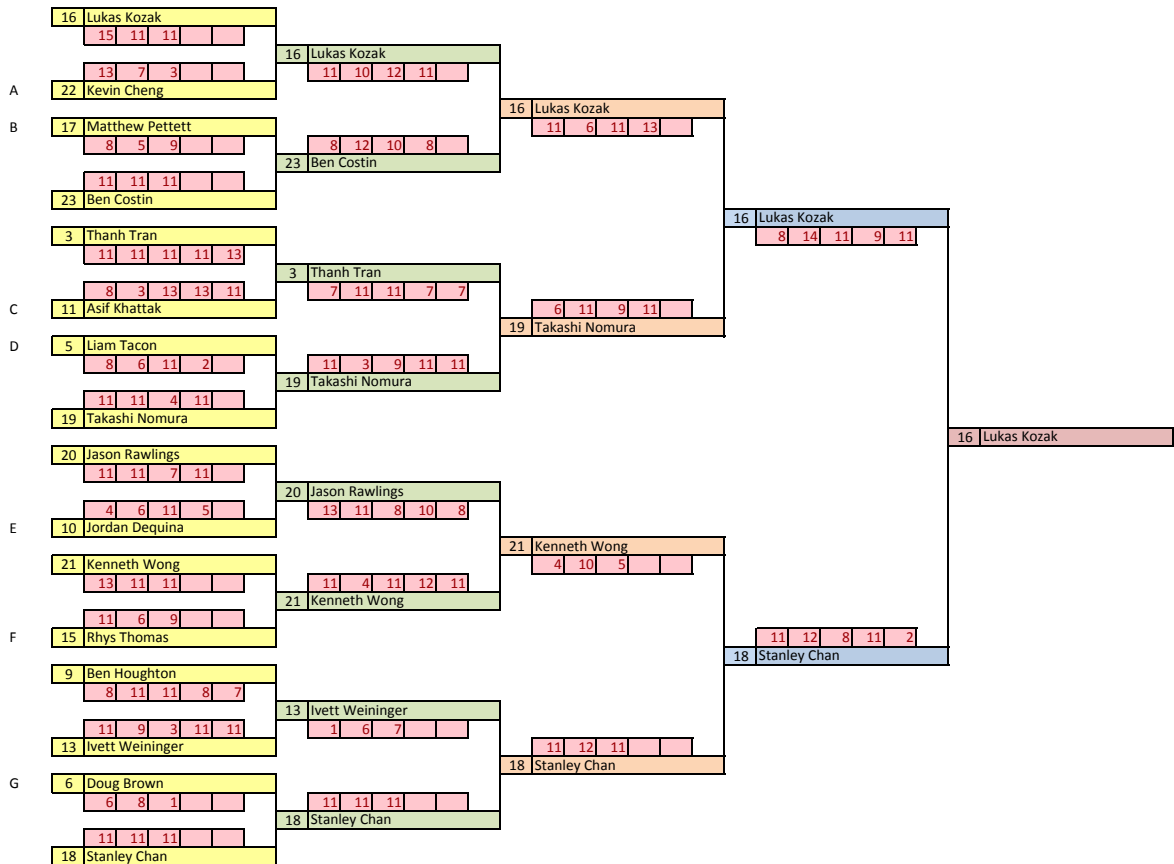 16 Lukas Kozak
15 11 11
16 Lukas Kozak
13 7 3
11 10 12 11
A 22 Kevin Cheng
16 Lukas Kozak
B 17 Matthew Pettett
11 6 11 13
8 5 9
8 12 10 8
23 Ben Costin
11 11 11
23 Ben Costin
16 Lukas Kozak
3 Thanh Tran
8 14 11 9 11
11 11 11 11 13
3 Thanh Tran
8 3 13 13 11
7 11 11 7 7
C 11 Asif Khattak
6 11 9 11
19 Takashi Nomura
D 5 Liam Tacon
8 6 11 2
11 3 9 11 11
19 Takashi Nomura
11 11 4 11
19 Takashi Nomura
16 Lukas Kozak
20 Jason Rawlings
11 11 7 11
20 Jason Rawlings
4 6 11 5
13 11 8 10 8
E 10 Jordan Dequina
21 Kenneth Wong
21 Kenneth Wong
4 10 5
13 11 11
11 4 11 12 11
21 Kenneth Wong
11 6 9
F 15 Rhys Thomas
11 12 8 11 2
18 Stanley Chan
9 Ben Houghton
8 11 11 8 7
13 Ivett Weininger
11 9 3 11 11
1 6 7
13 Ivett Weininger
11 12 11
18 Stanley Chan
G 6 Doug Brown
6 8 1
11 11 11
18 Stanley Chan
11 11 11
18 Stanley Chan